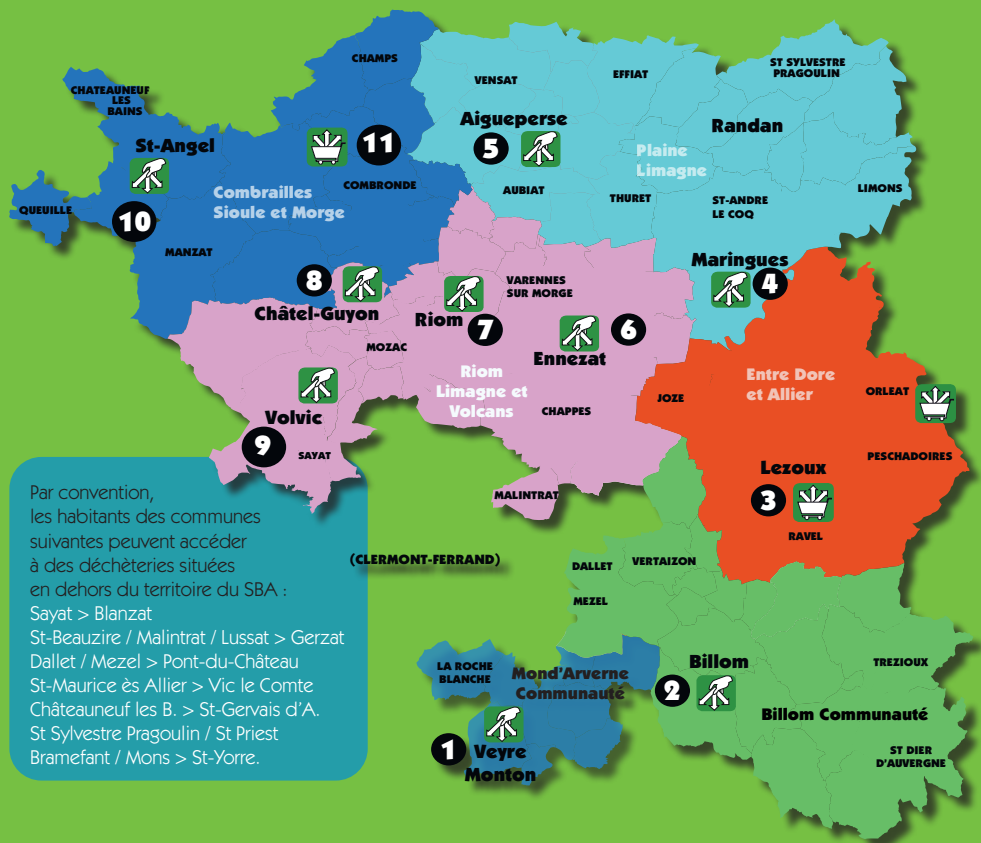 CHAMPS
ST SYLVESTRE
PRAGOULIN
VENSAT
EFFIAT
CHATEAUNEUF
LES
BAINS
Aigueperse
Randan
St-Angel
11
5
Plaine
Limagne
Combrailles
Sioule et Morge
COMBRONDE
AUBIAT
THURET
ST-ANDRE
LE COQ
LIMONS
QUEUILLE
10
MANZAT
Maringues
4
8
VARENNES
SUR MORGE
Châtel-Guyon
Riom
7
6
Ennezat
MOZAC
Riom
Limagne et
Volcans
Entre Dore
et Allier
ORLEAT
JOZE
CHAPPES
Volvic
9
SAYAT
PESCHADOIRES
Lezoux
3
MALINTRAT
RAVEL
Par convention,
les habitants des communes
suivantes peuvent accéder
à des déchèteries situées
en dehors du territoire du SBA :
Sayat > Blanzat
St-Beauzire / Malintrat / Lussat > Gerzat
Dallet / Mezel > Pont-du-Château
St-Maurice ès Allier > Vic le Comte
Châteauneuf les B. > St-Gervais d'A.
St Sylvestre Pragoulin / St Priest
Bramefant / Mons > St-Yorre.
(CLERMONT-FERRAND)
DALLET
VERTAIZON
MEZEL
LA ROCHE
BLANCHE
Mond'Arverne
Communauté
Billom
2
TREZIOUX
Billom Communauté
1
Veyre
Monton
ST DIER
D'AUVERGNE